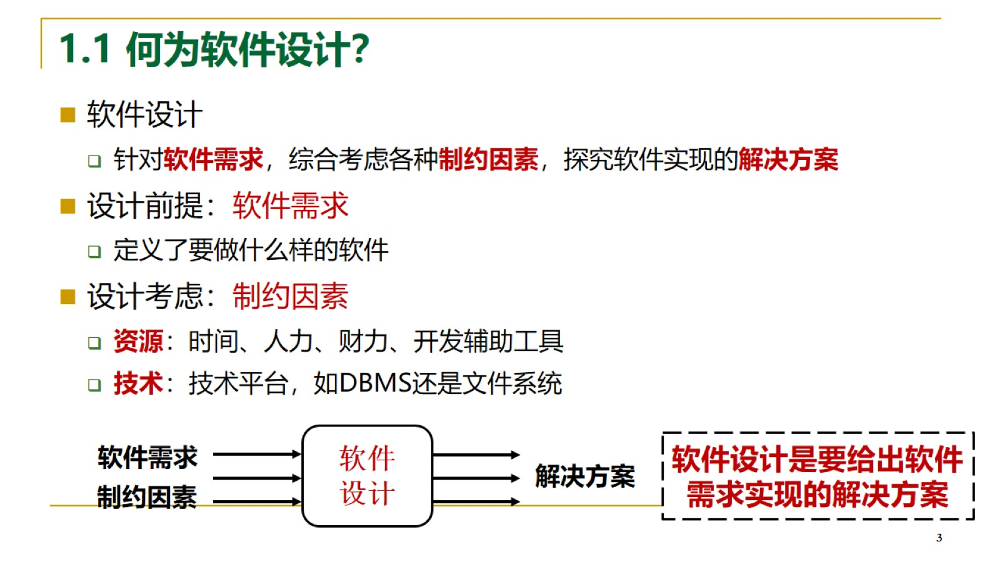 1.1 何为软件设计？
软件设计
针对软件需求，综合考虑各种制约因素，探究软件实现的解决方案
设计前提：软件需求
定义了要做什么样的软件
设计考虑：制约因素
资源：时间、人力、财力、开发辅助工具
技术：技术平台，如DBMS还是文件系统
软件需求
制约因素
软件
设计
解决方案
软件设计是要给出软件
需求实现的解决方案
3